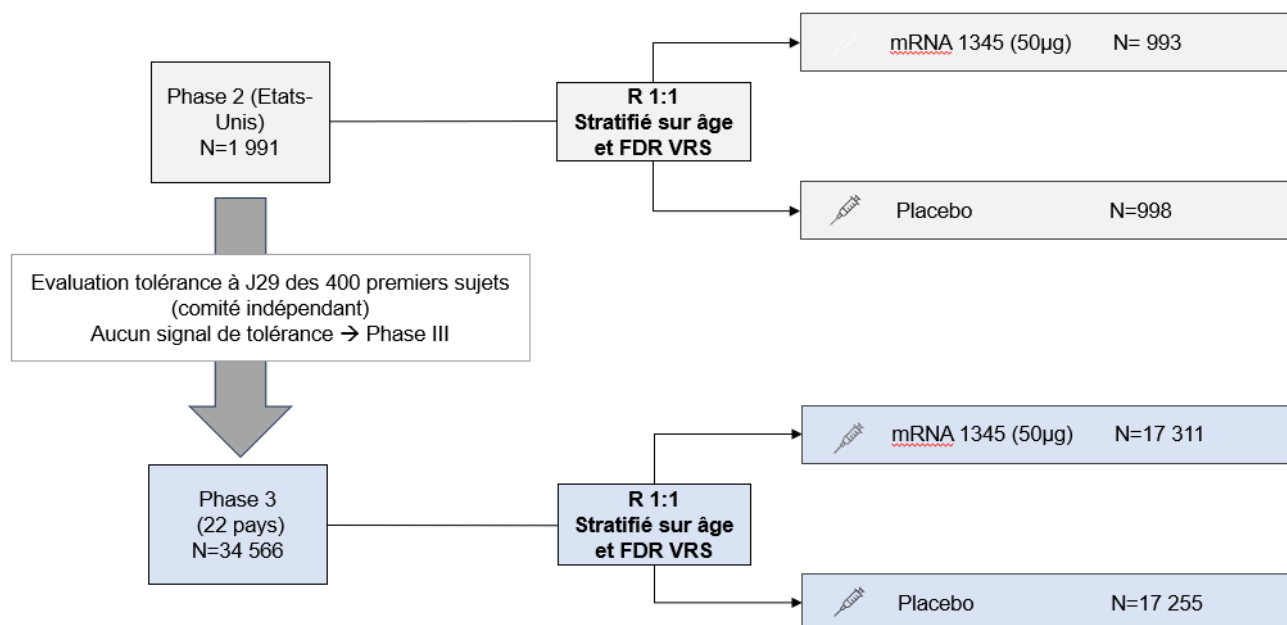 mRNA 1345 (50µg) N= 993
Phase 2 (Etats-
Unis)
N=1 991
R 1:1
Stratifié sur âge
et FDR VRS
Placebo N=998
Evaluation tolérance à J29 des 400 premiers sujets
(comité indépendant)
Aucun signal de tolérance → Phase III
mRNA 1345 (50µg) N=17 311
Phase 3
(22 pays)
N=34 566
R 1:1
Stratifié sur âge
et FDR VRS
Placebo N=17 255